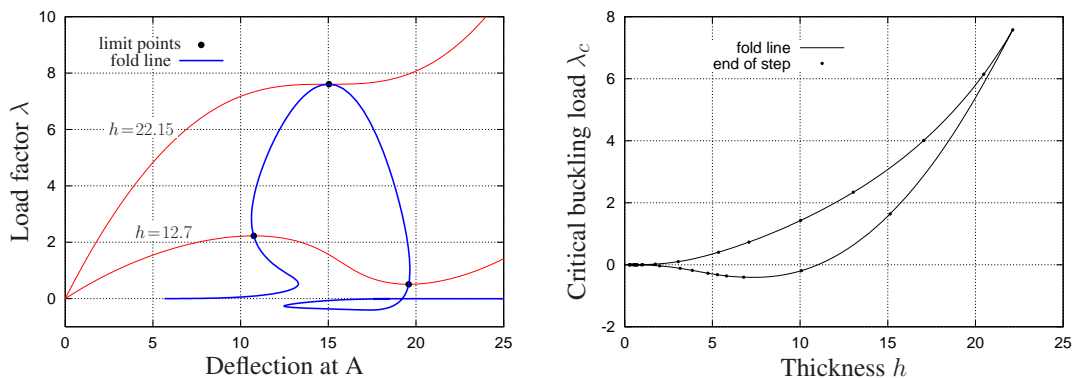 limit points
fold line
h=22.15
h=12.7
Load factor λ
10
8
6
4
2
0
0 5 10 15 20 25
Deflection at A
fold line
end of step
Critical buckling load λc
8
6
4
2
0
-2
0 5 10 15 20 25
Thickness h